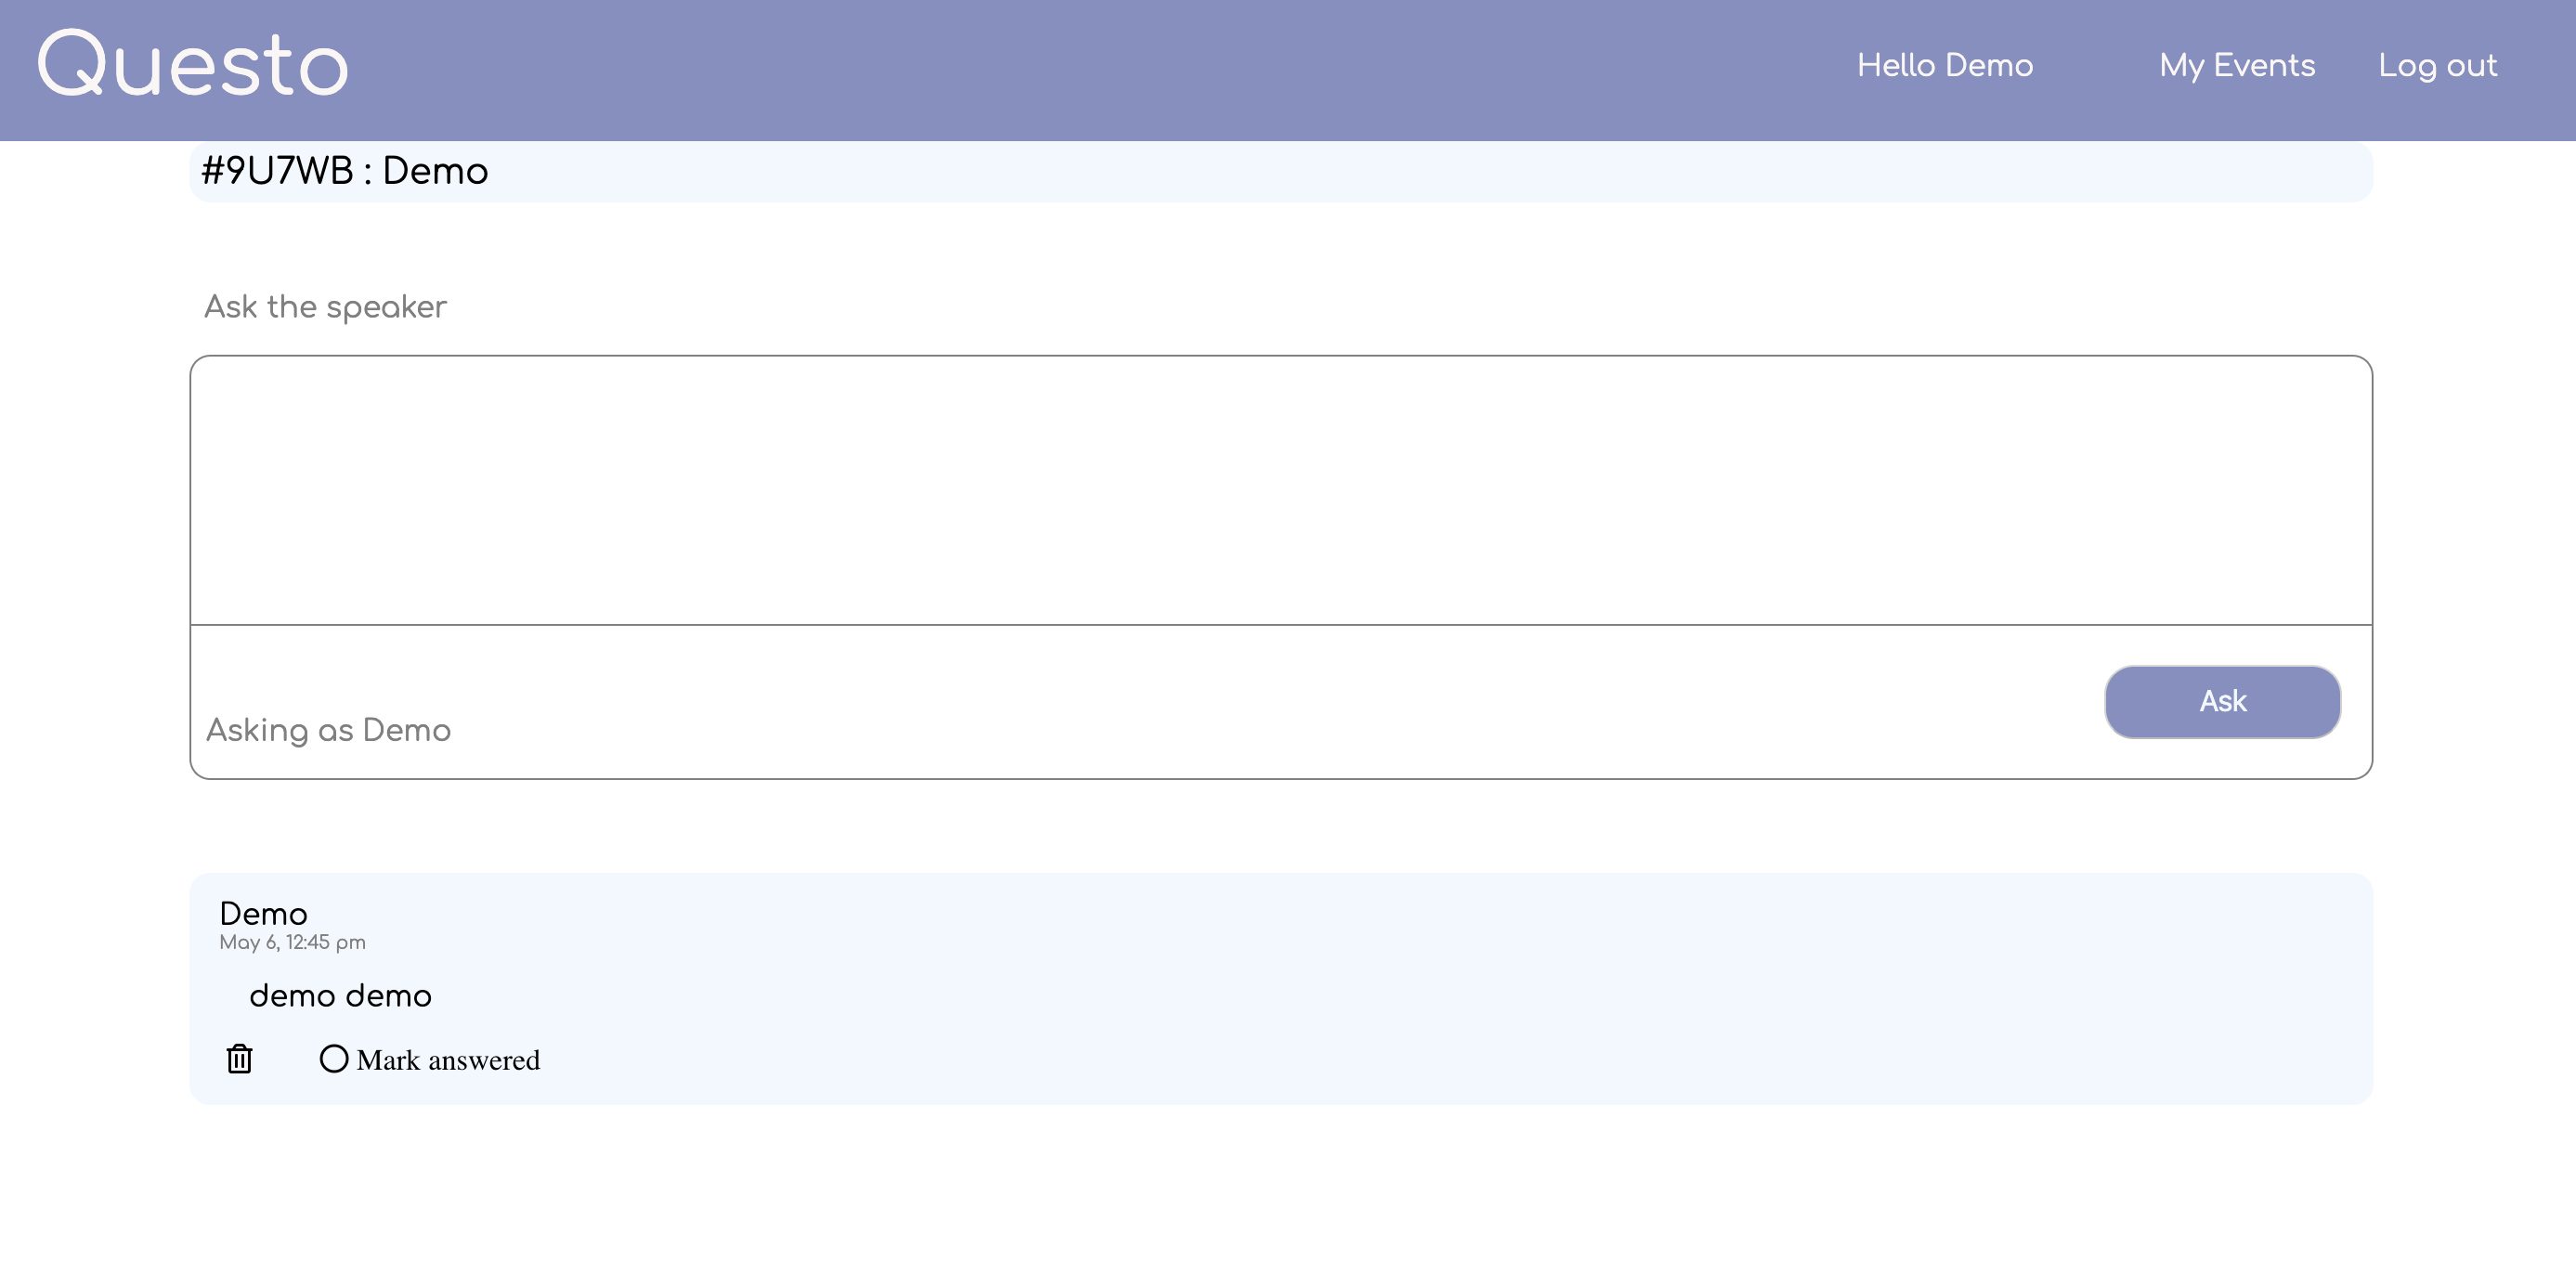 Questo
Hello Demo
My Events
Log out
#9U7WB : Demo
Ask the speaker
Asking as Demo
Ask
Demo
May 6, 12:45 pm
demo demo
Mark answered